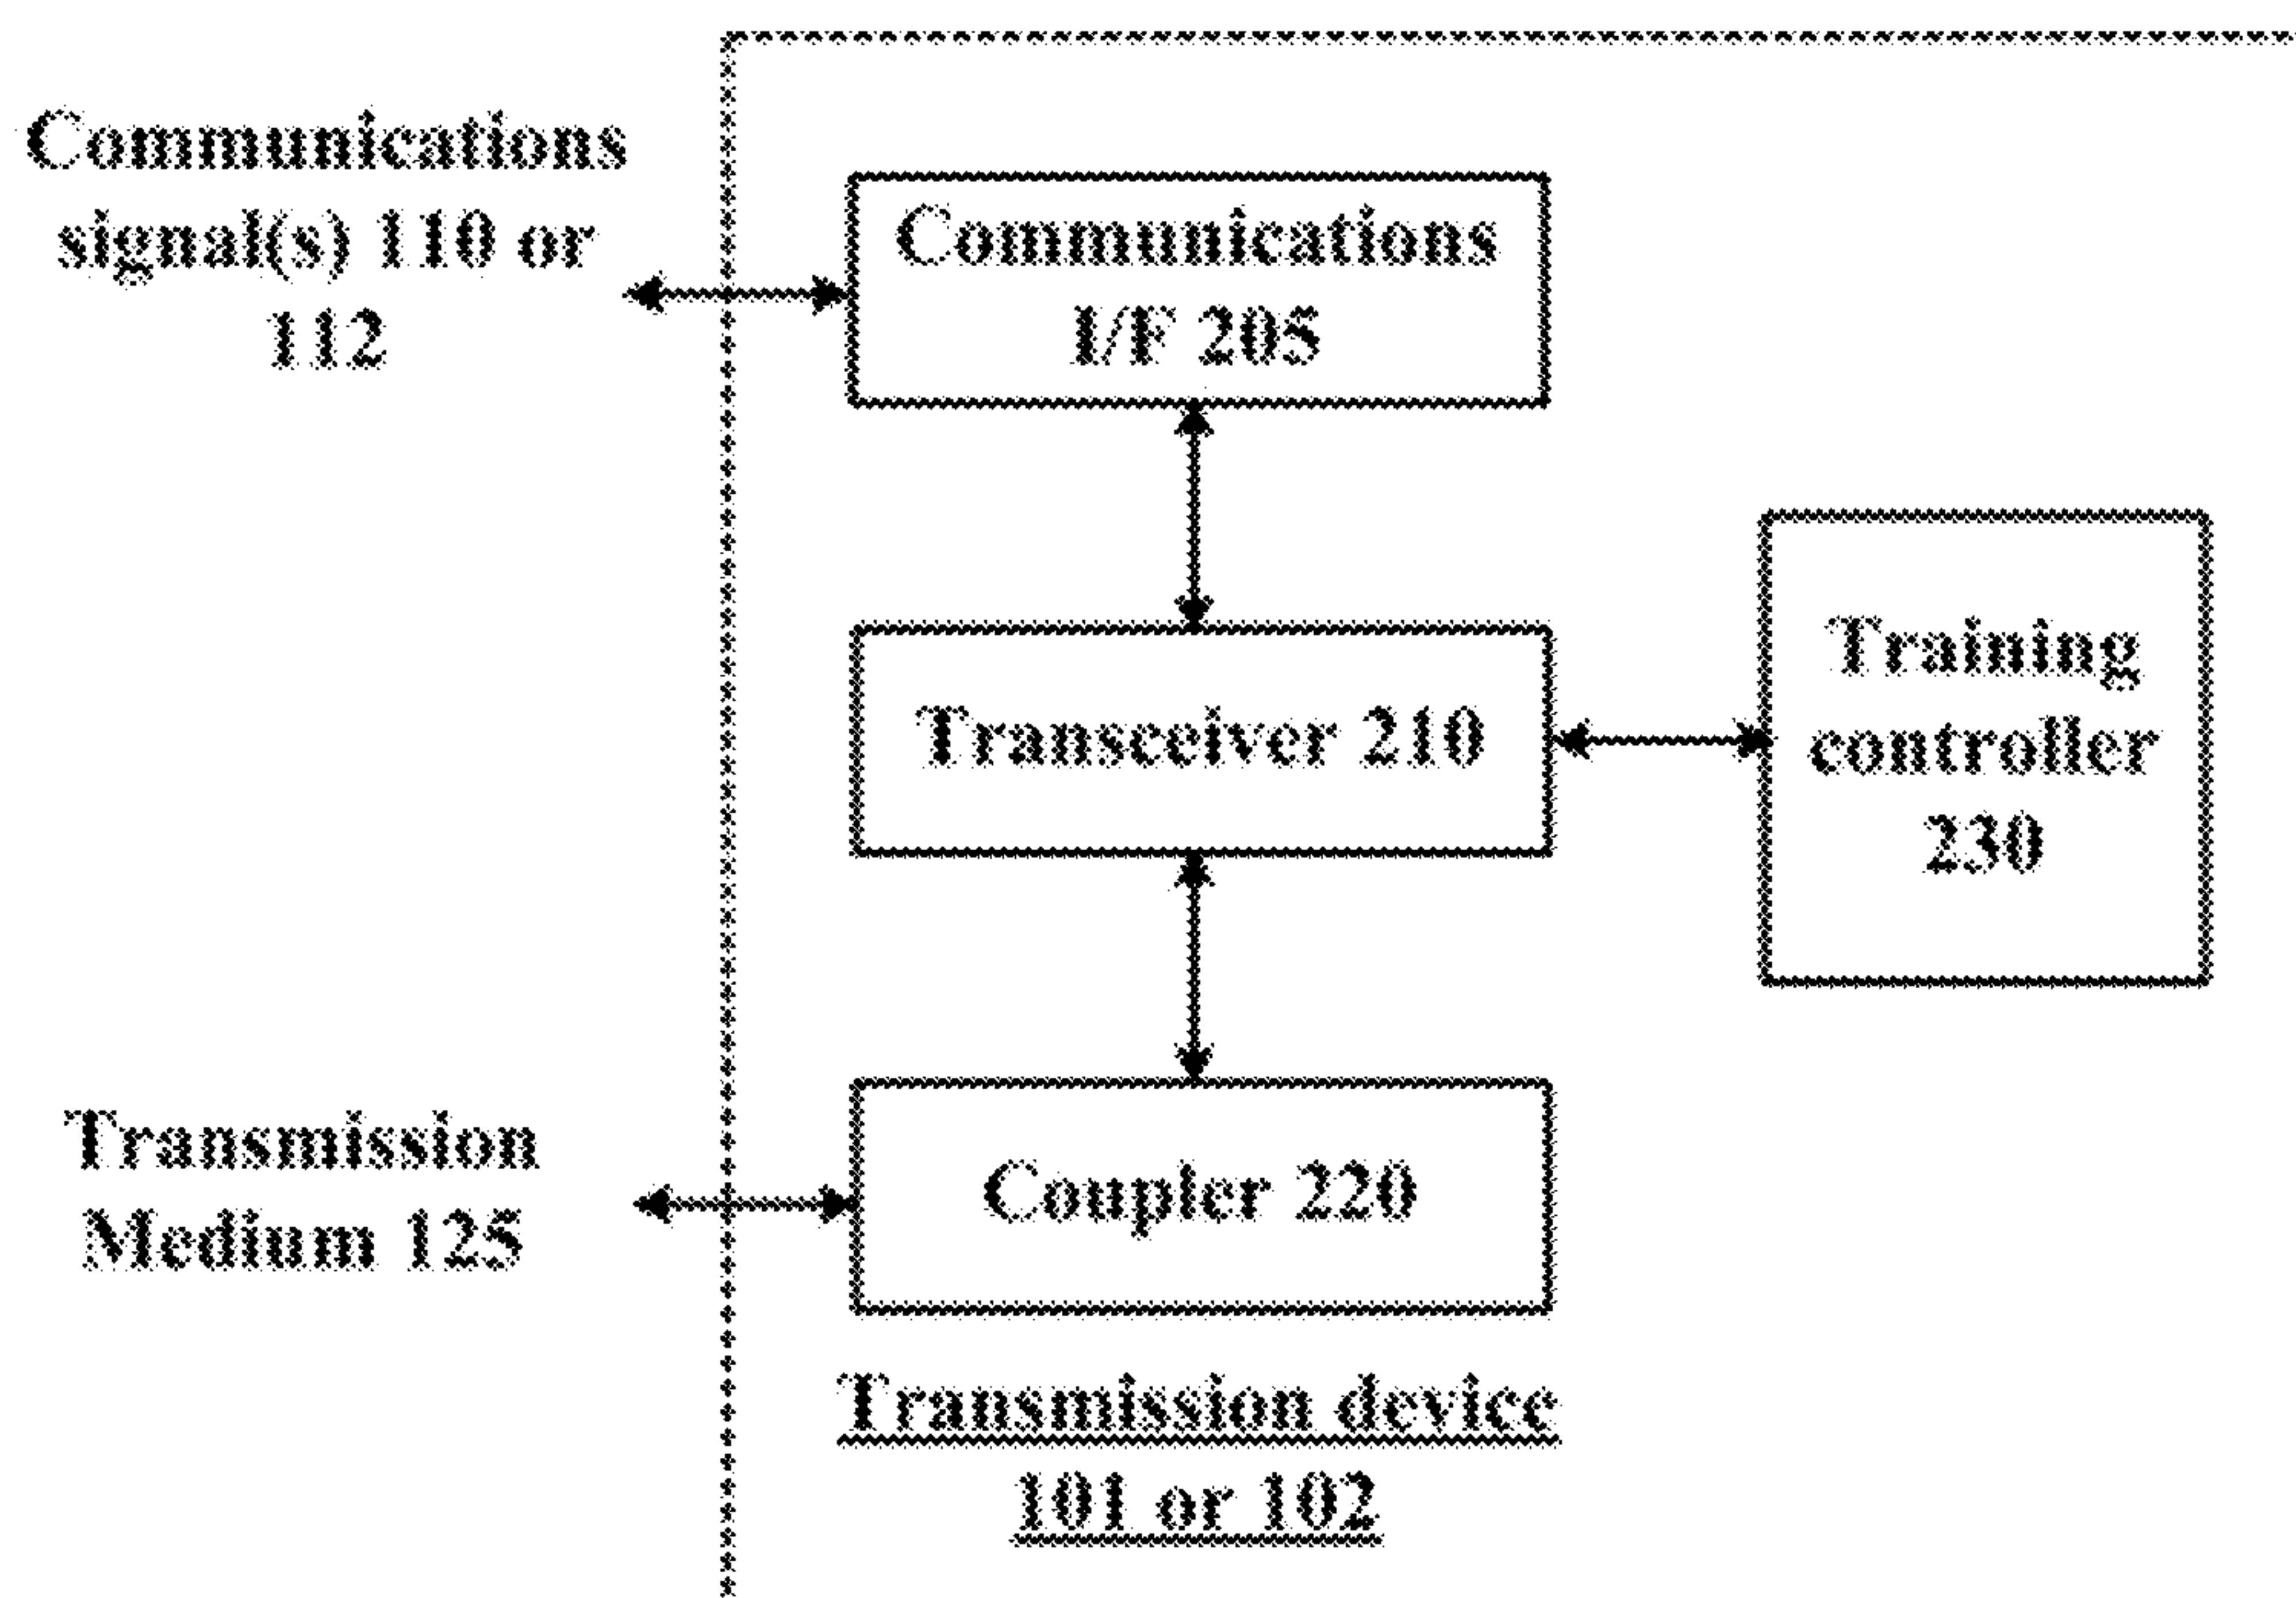 Communications
signal(s) 110 or
112
Communications
I/F 205
Transceiver 210
Training
controller
230
Transmission
Medium 125
Coupler 220
Transmission device
101 or 102